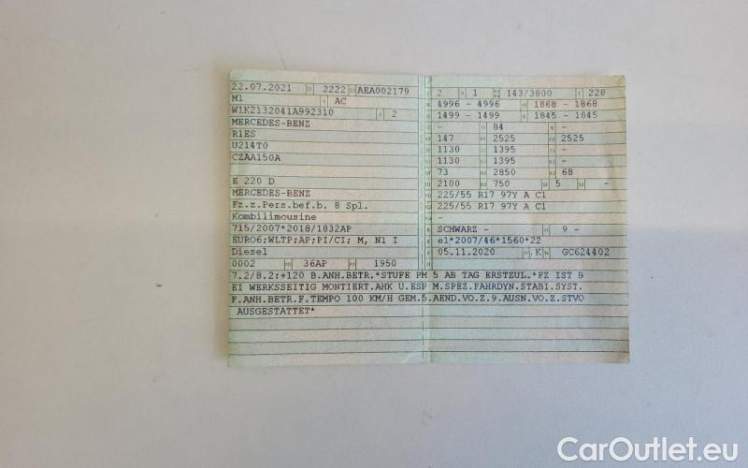 22.07.2021 2222 AEA002179
M1 AC
W1K2132041A992310 2
MERCEDES-BENZ
R1ES
U214T0
CZAA150A
E 220 D
MERCEDES-BENZ
Fz.z.Pers.bef.b. 8 Spl.
Kombilimousine
715/2007*2018/1832AP
EURO6;WLTP;AP;PI/CI; M, N1 I
Diesel
0002 36AP 1950
2 1 143/3800 220
4996 - 4996 1868 - 1868
1499 - 1499 1845 - 1845
- 84 -
147 2525 2525
1130 1395 -
1130 1395 -
73 2850 68
2100 750 5 -
225/55 R17 97Y A C1
225/55 R17 97Y A C1
-
SCHWARZ - 9 -
e1*2007/46*1560*22
05.11.2020 K GC624402
7.2/8.2:+120 B.ANH.BETR.*STUFE PM 5 AB TAG ERSTZUL.*FZ IST B
EI WERKSSEITIG MONTIERT.AHK U.ESP M.SPEZ.FAHRDYN.STABI.SYST.
F.ANH.BETR.F.TEMPO 100 KM/H GEM.5.AEND.VO.Z.9.AUSN.VO.Z.STVO
AUSGESTATTET*
CarOutlet.eu